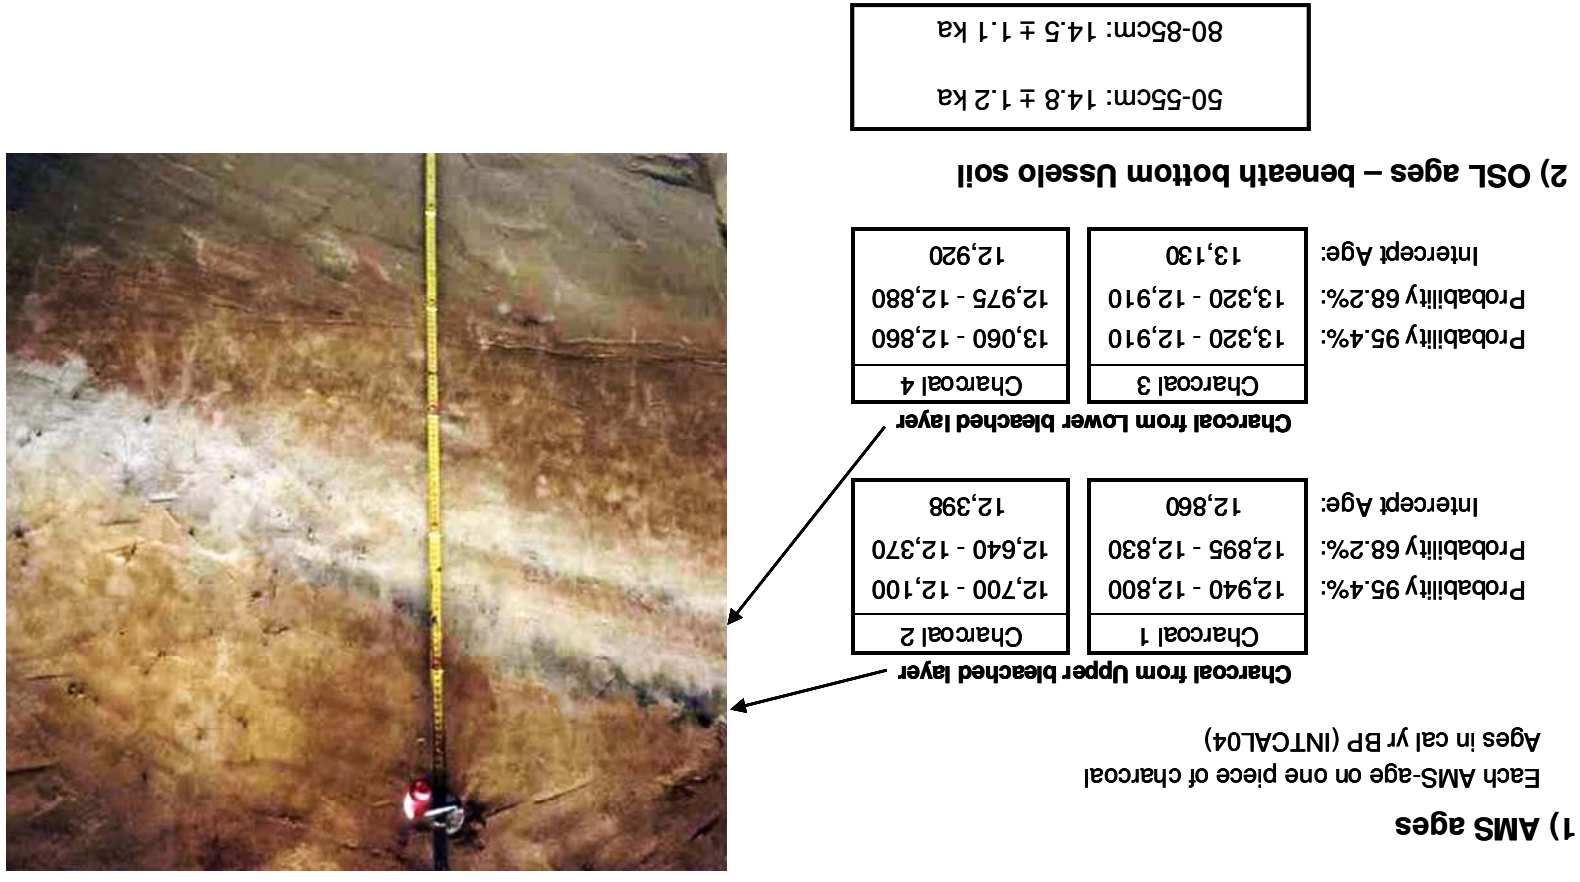 1) AMS ages
Each AMS-age on one piece of charcoal
Ages in cal yr BP (INTCAL04)
Charcoal from Upper bleached layer
Charcoal 1 Charcoal 2
Probability 95.4%: 12,940 - 12,800 12,700 - 12,100
Probability 68.2%: 12,895 - 12,830 12,640 - 12,370
Intercept Age: 12,860 12,398
Charcoal from Lower bleached layer
Charcoal 3 Charcoal 4
Probability 95.4%: 13,320 - 12,910 13,060 - 12,860
Probability 68.2%: 13,320 - 12,910 12,975 - 12,880
Intercept Age: 13,130 12,920
2) OSL ages – beneath bottom Usselo soil
50-55cm: 14.8 ± 1.2 ka
80-85cm: 14.5 ± 1.1 ka